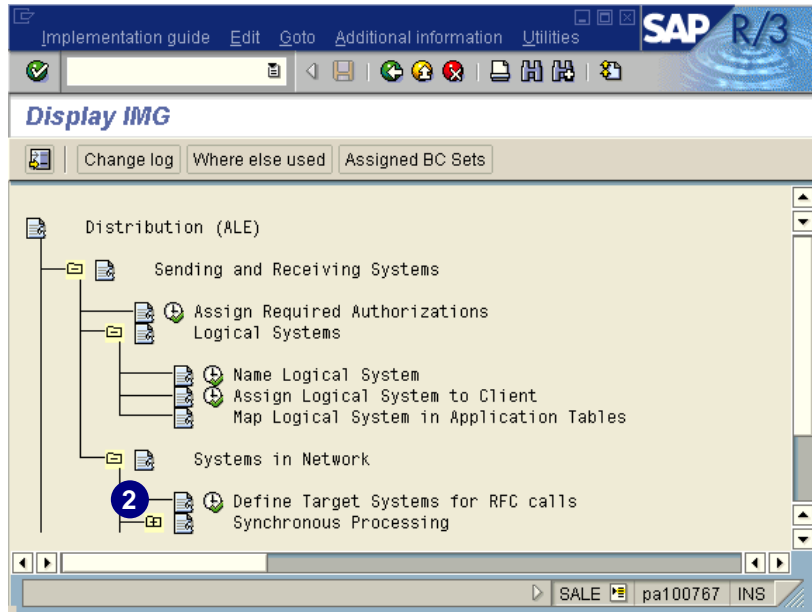 Implementation guide Edit Goto Additional information Utilities
SAP R/3
Display IMG
Change log Where else used Assigned BC Sets
Distribution (ALE)
Sending and Receiving Systems
Assign Required Authorizations
Logical Systems
Name Logical System
Assign Logical System to Client
Map Logical System in Application Tables
Systems in Network
2 Define Target Systems for RFC calls
Synchronous Processing
SALE pa100767 INS